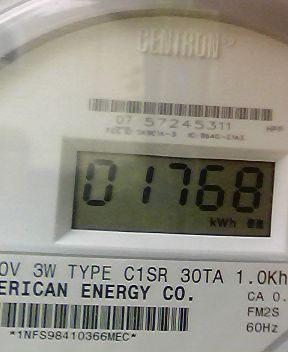 CENTRON
07 57245311 HPP
01768
kWh
0V 3W TYPE C1SR 30TA 1.0Kh
ERICAN ENERGY CO. CA 0.
FM2S
60Hz
*1NFS98410366MEC*